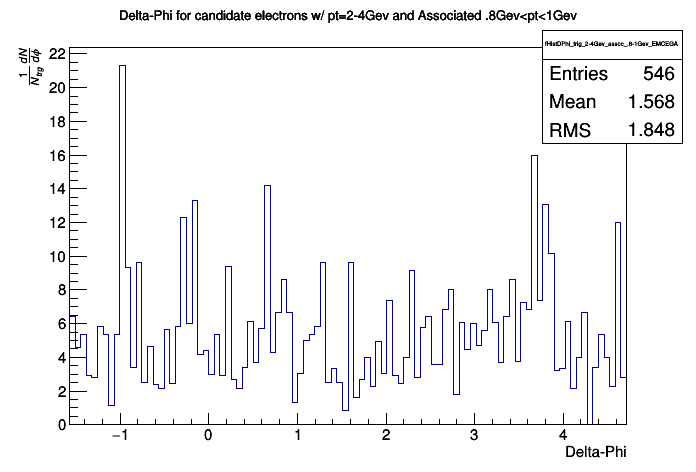 Delta-Phi for candidate electrons w/ pt=2-4Gev and Associated .8Gev<pt<1Gev
fHistDPhi_trig_2-4Gev_assoc_.8-1Gev_EMCEGA
Entries 546
Mean 1.568
RMS 1.848
1/N_trg dN/dϕ
22
20
18
16
14
12
10
8
6
4
2
0
−1 0 1 2 3 4
Delta-Phi